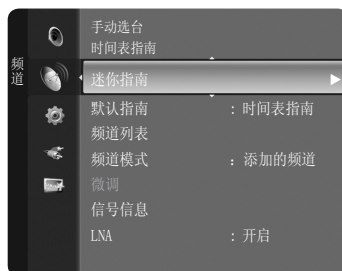 频道
手动选台
时间表指南
迷你指南
默认指南 : 时间表指南
频道列表
频道模式 : 添加的频道
微调
信号信息
LNA : 开启